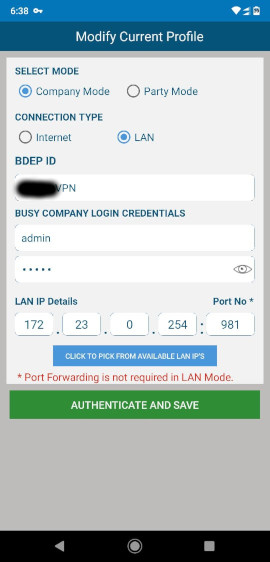 6:38
Modify Current Profile
SELECT MODE
Company Mode Party Mode
CONNECTION TYPE
Internet LAN
BDEP ID
VPN
BUSY COMPANY LOGIN CREDENTIALS
admin
•••••
LAN IP Details Port No *
172 . 23 . 0 . 254 : 981
CLICK TO PICK FROM AVAILABLE LAN IP'S
* Port Forwarding is not required in LAN Mode.
AUTHENTICATE AND SAVE